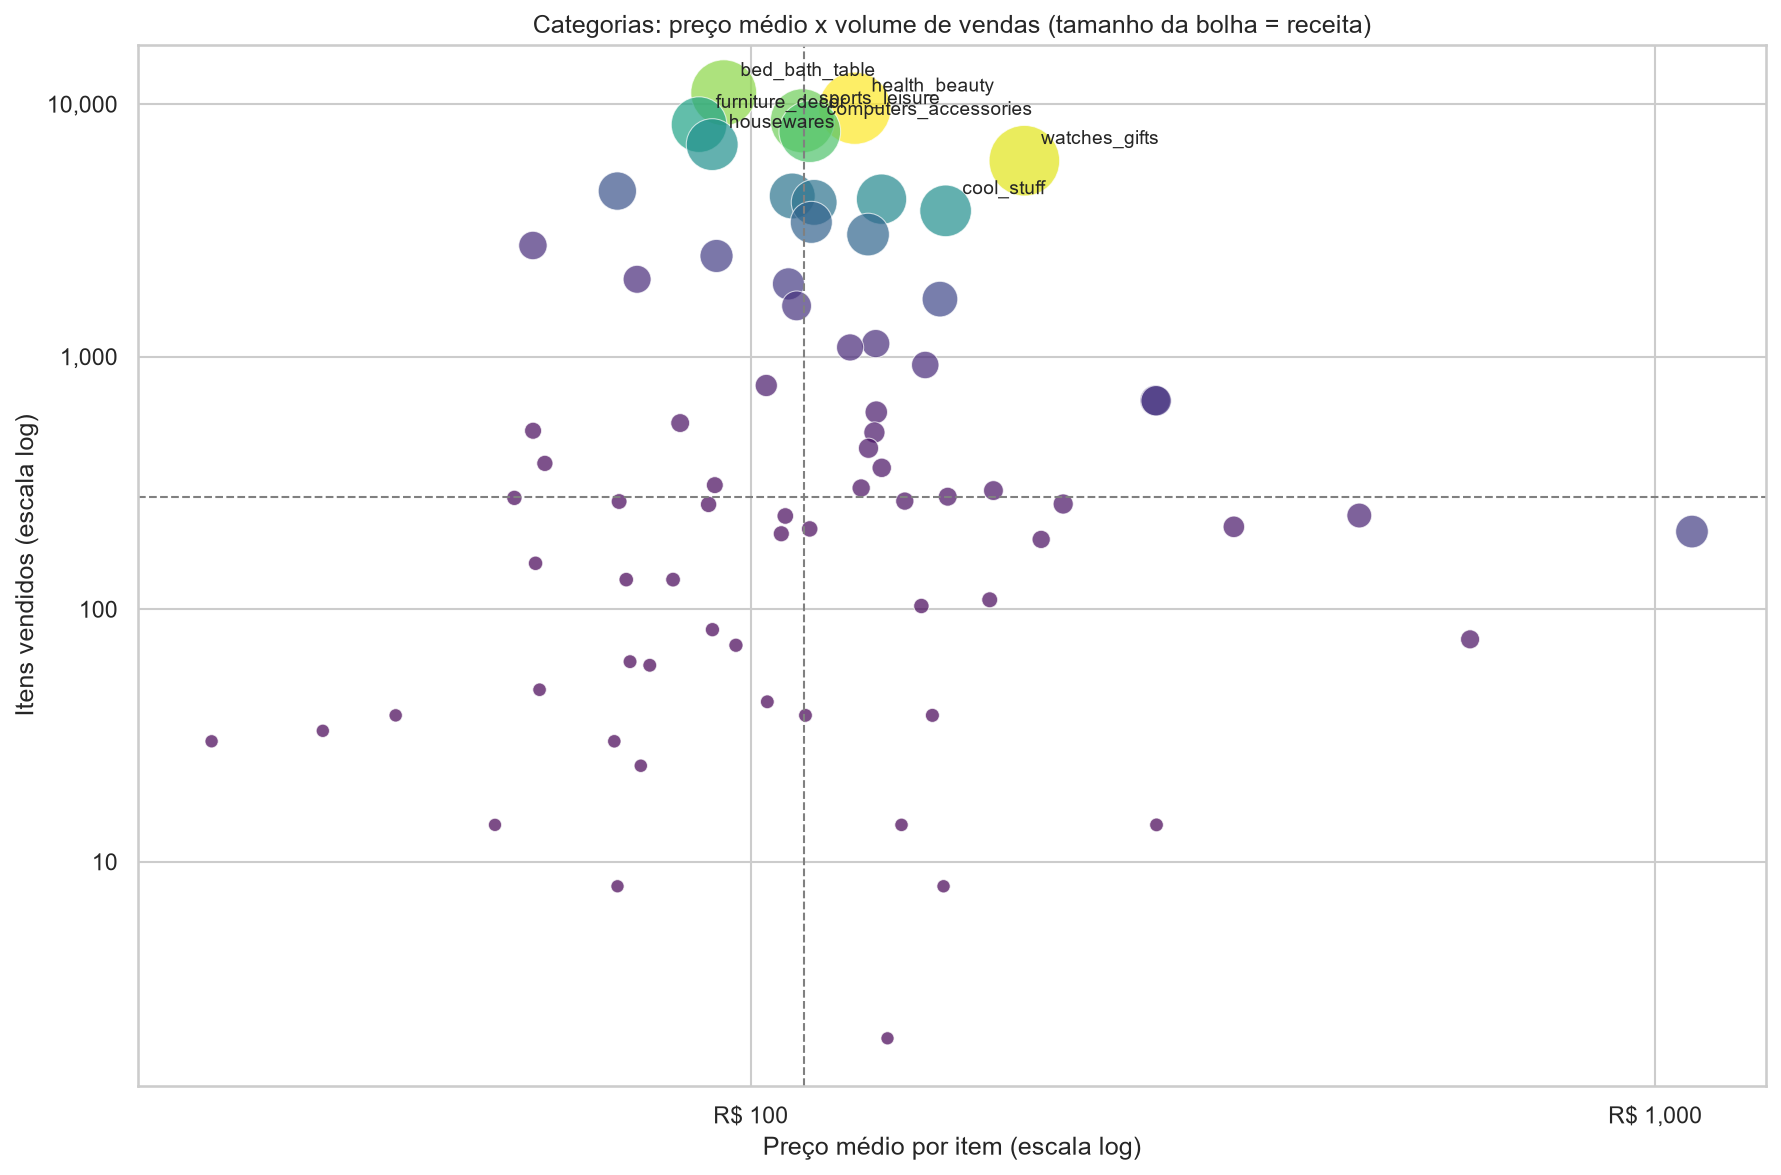 Categorias: preço médio x volume de vendas (tamanho da bolha = receita)
bed_bath_table
health_beauty
furniture_decor
sports_leisure
computers_accessories
housewares
watches_gifts
cool_stuff
10,000
1,000
100
10
Itens vendidos (escala log)
R$ 100
R$ 1,000
Preço médio por item (escala log)